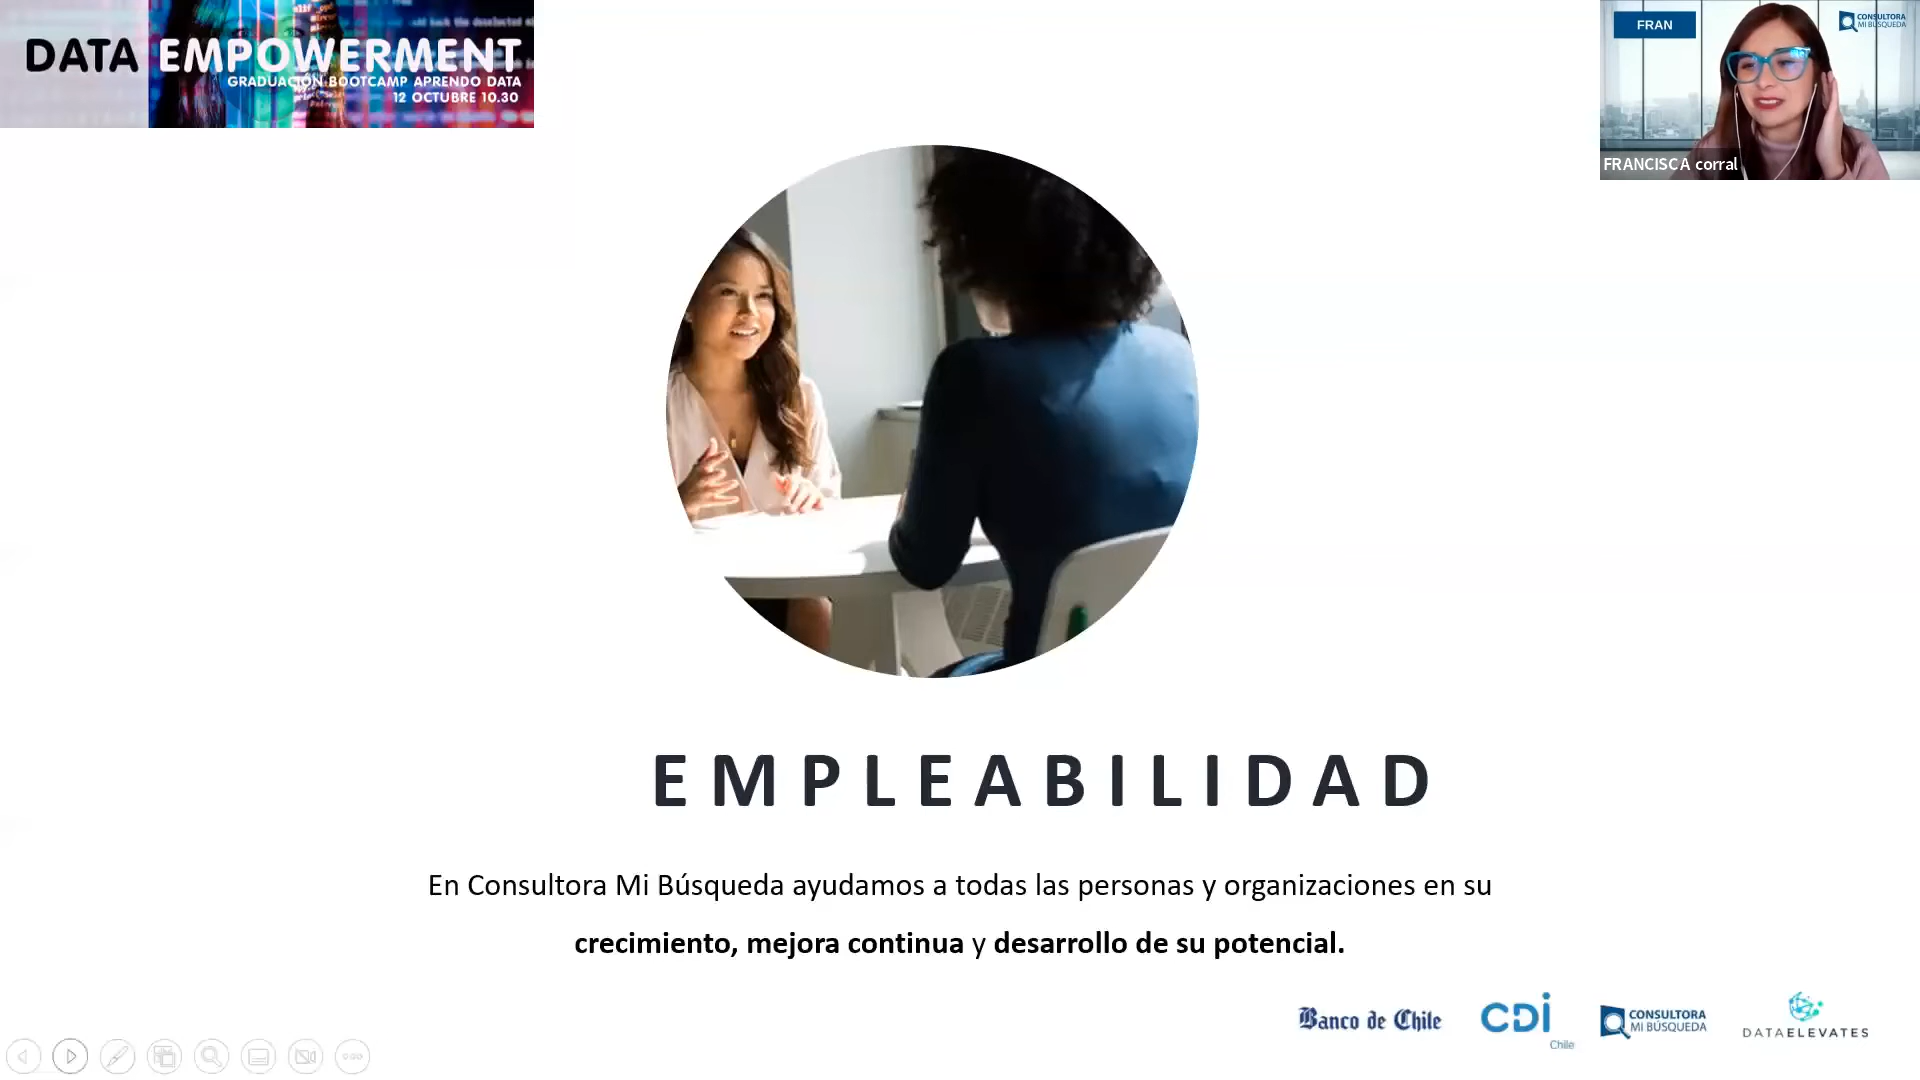 DATA EMPOWERMENT
GRADUACIÓN BOOTCAMP APRENDO DATA
12 OCTUBRE 10.30
FRAN
CONSULTORA
MI BÚSQUEDA
FRANCISCA corral
EMPLEABILIDAD
En Consultora Mi Búsqueda ayudamos a todas las personas y organizaciones en su
crecimiento, mejora continua y desarrollo de su potencial.
Banco de Chile
CDI
Chile
CONSULTORA
MI BÚSQUEDA
DATAELEVATES